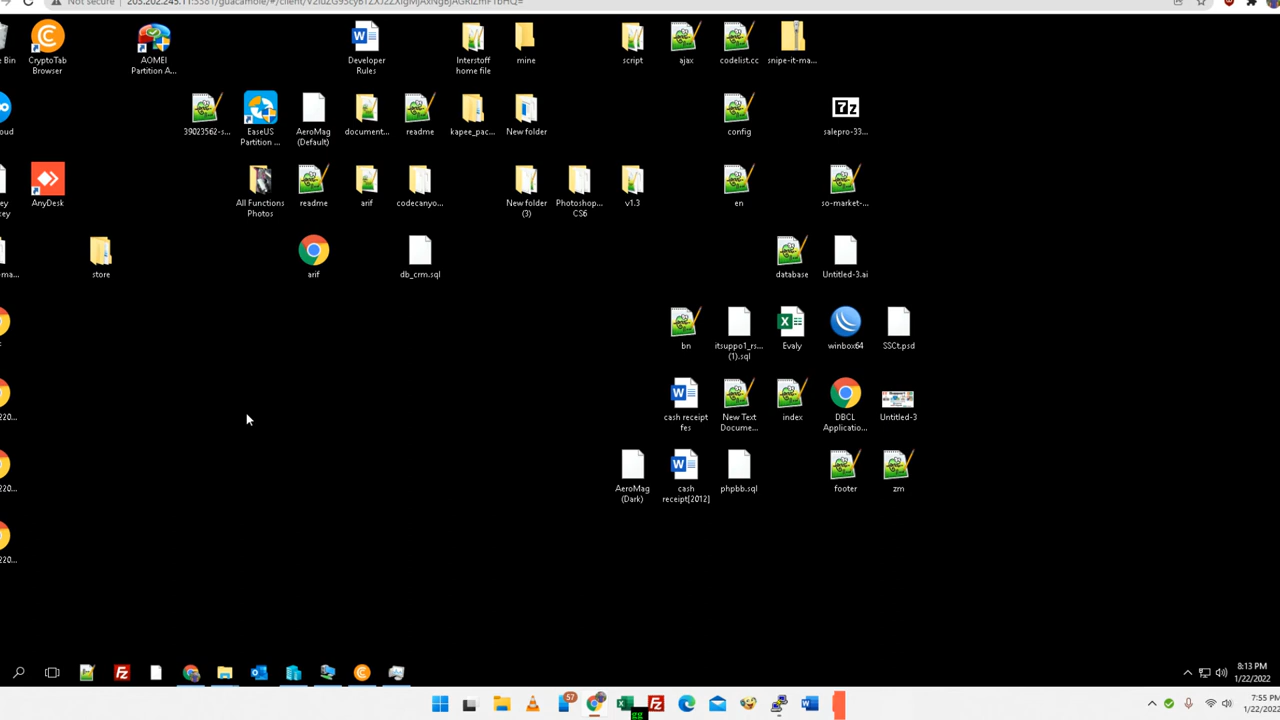 Not secure
CryptoTab
Browser
AOMEI
Partition A...
Developer
Rules
Interstoff
home file
mine
script
ajax
codelist.cc
snipe-it-ma...
39023562-s...
EaseUS
Partition ...
AeroMag
(Default)
document...
readme
kapee_pac...
New folder
config
7z
salepro-33...
AnyDesk
All Functions
Photos
readme
arif
codecanyo...
New folder
(3)
Photoshop...
CS6
v1.3
en
so-market-...
store
arif
db_crm.sql
database
Untitled-3.ai
bn
itsuppo1_rs...
(1).sql
Evaly
winbox64
SSCt.psd
cash receipt
fes
New Text
Docume...
index
DBCL
Applicatio...
Untitled-3
AeroMag
(Dark)
cash
receipt[2012]
phpbb.sql
footer
zm
8:13 PM
1/22/2022
57
7:55 PM
1/22/2022